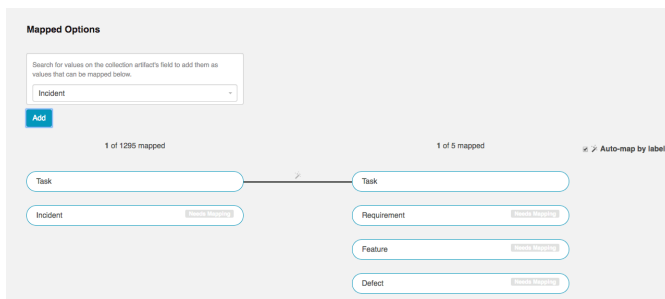 Mapped Options
Search for values on the collection artifact's field to add them as
values that can be mapped below.
Incident
Add
1 of 1295 mapped
1 of 5 mapped
Auto-map by label
Task
Task
Incident
Needs Mapping
Requirement
Needs Mapping
Feature
Needs Mapping
Defect
Needs Mapping